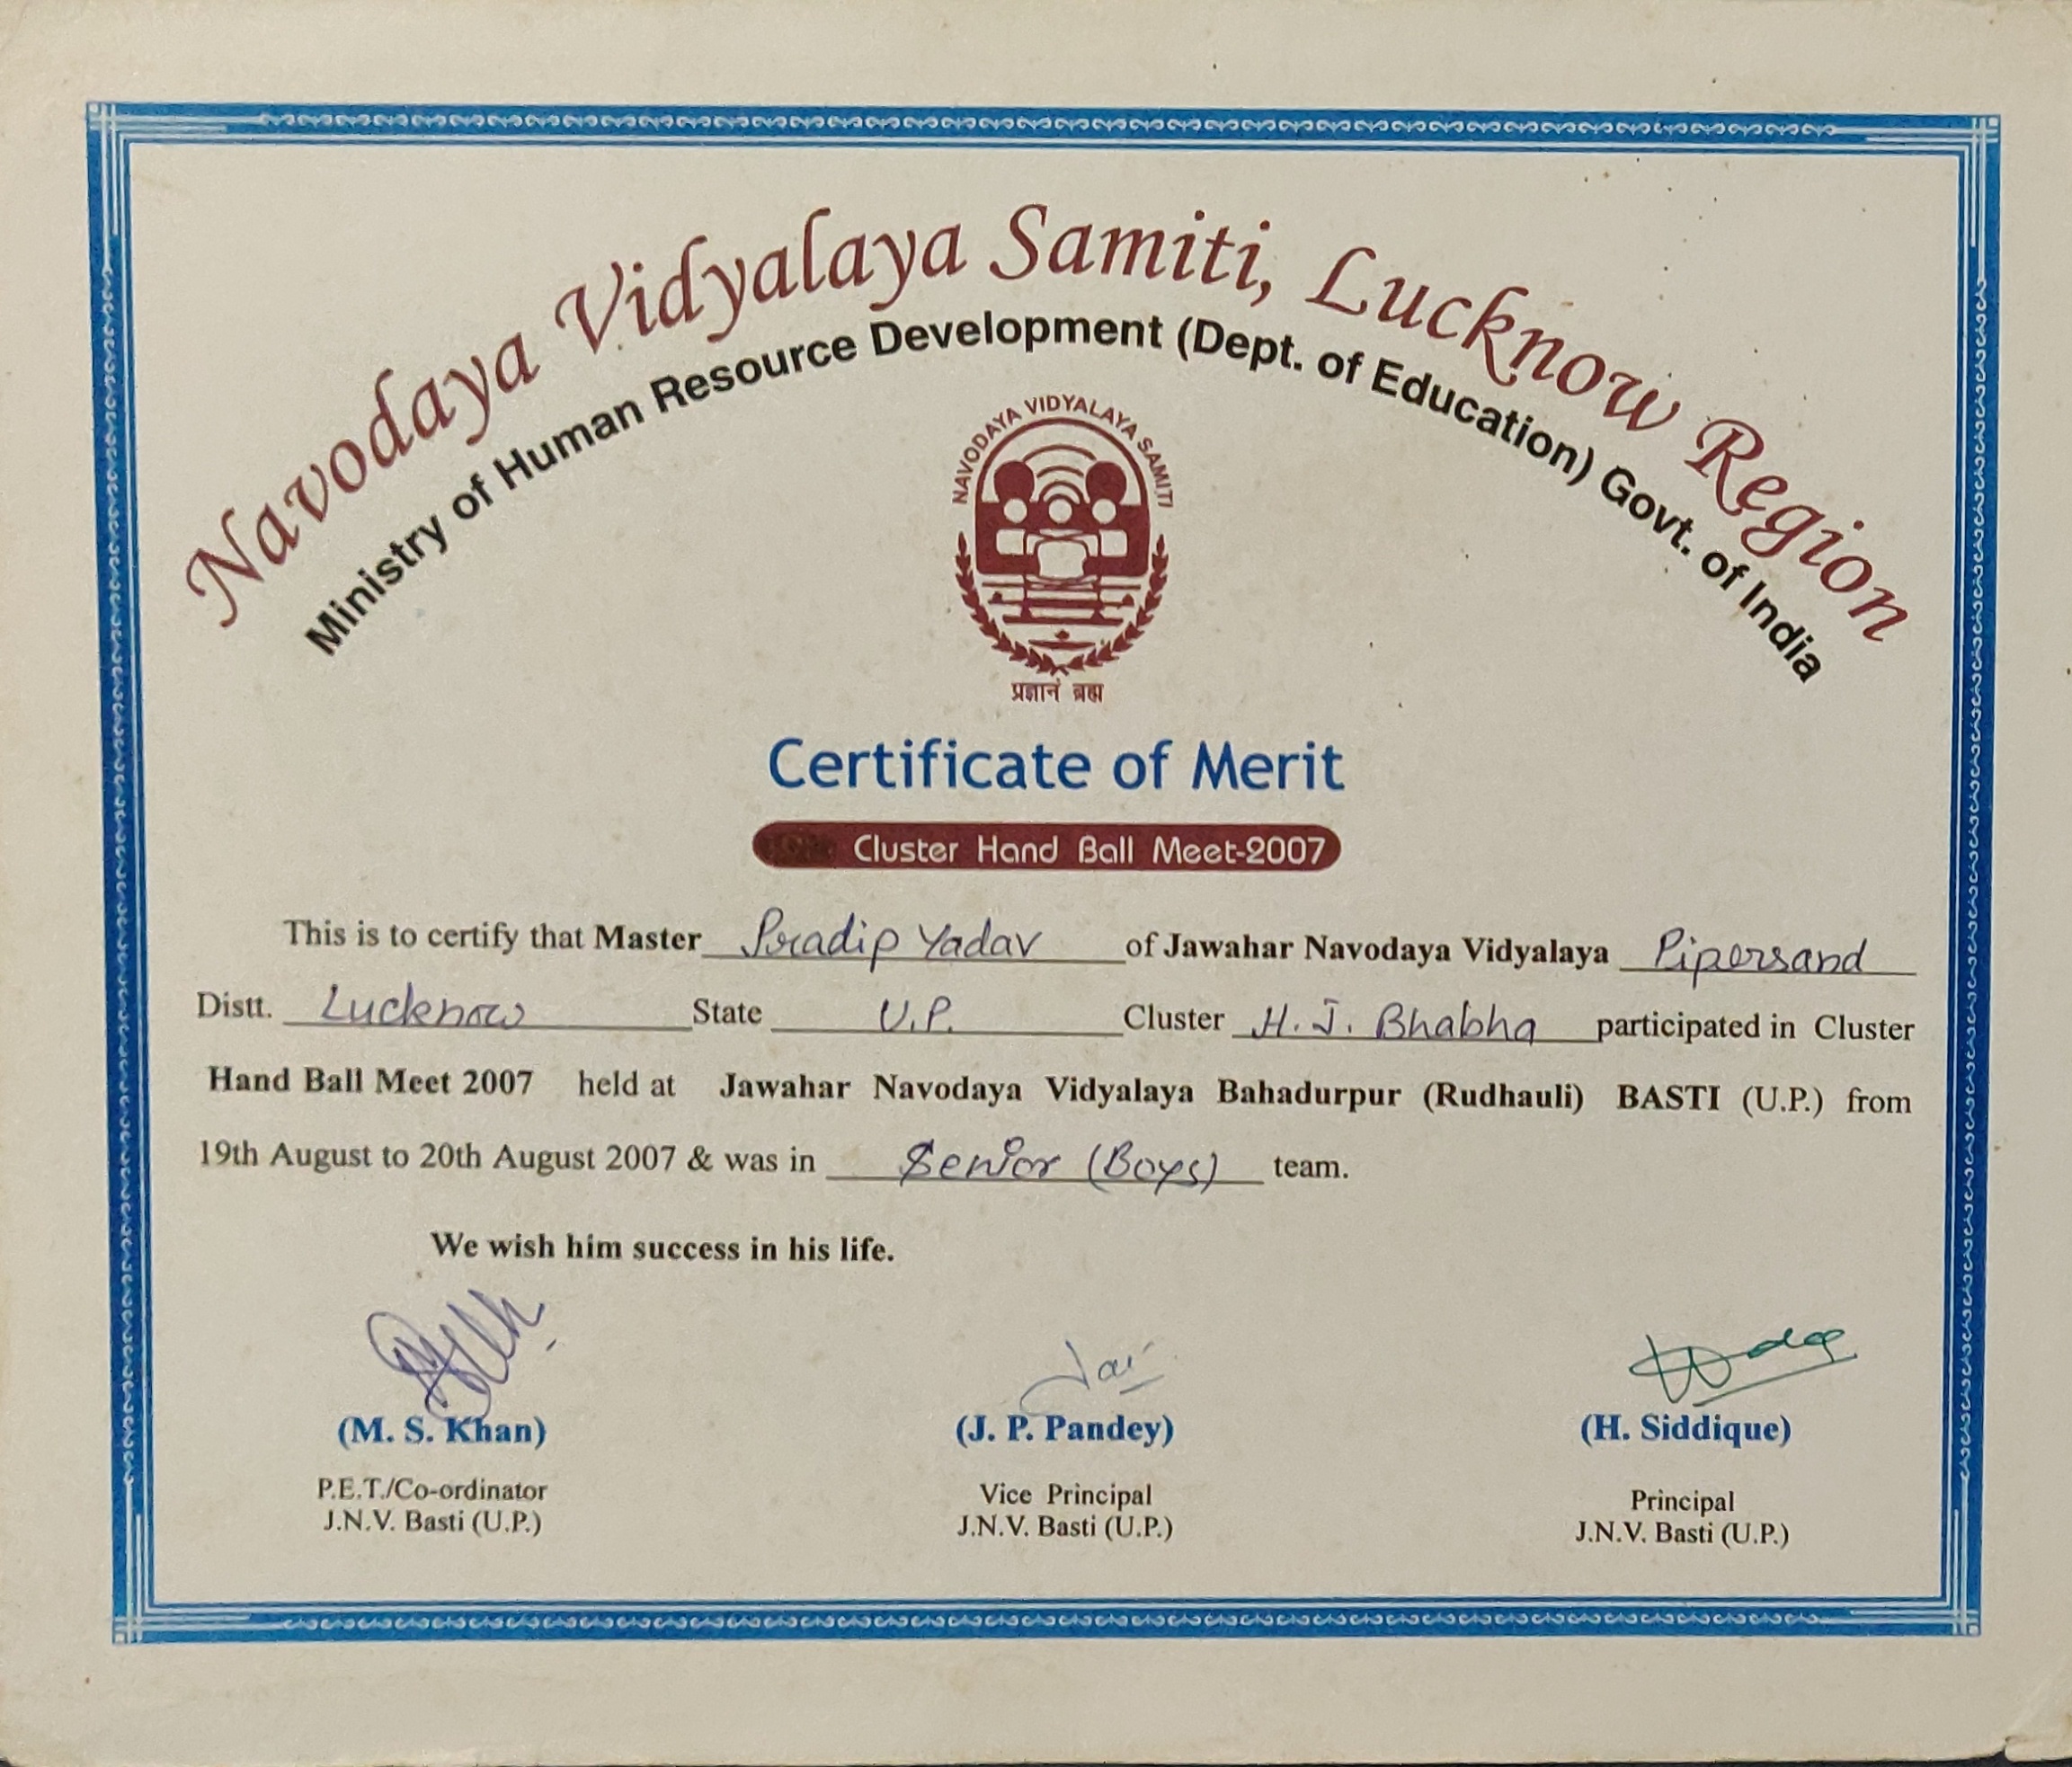 Navodaya Vidyalaya Samiti, Lucknow Region
Ministry of Human Resource Development (Dept. of Education) Govt. of India
NAVODAYA VIDYALAYA SAMITI
प्रज्ञानं ब्रह्म
Certificate of Merit
Cluster Hand Ball Meet-2007
This is to certify that Master Pradip Yadav of Jawahar Navodaya Vidyalaya Pipersand
Distt. Lucknow State U.P. Cluster H. J. Bhabha participated in Cluster
Hand Ball Meet 2007 held at Jawahar Navodaya Vidyalaya Bahadurpur (Rudhauli) BASTI (U.P.) from
19th August to 20th August 2007 & was in Senior (Boys) team.
We wish him success in his life.
(M. S. Khan) (J. P. Pandey) (H. Siddique)
P.E.T./Co-ordinator Vice Principal Principal
J.N.V. Basti (U.P.) J.N.V. Basti (U.P.) J.N.V. Basti (U.P.)